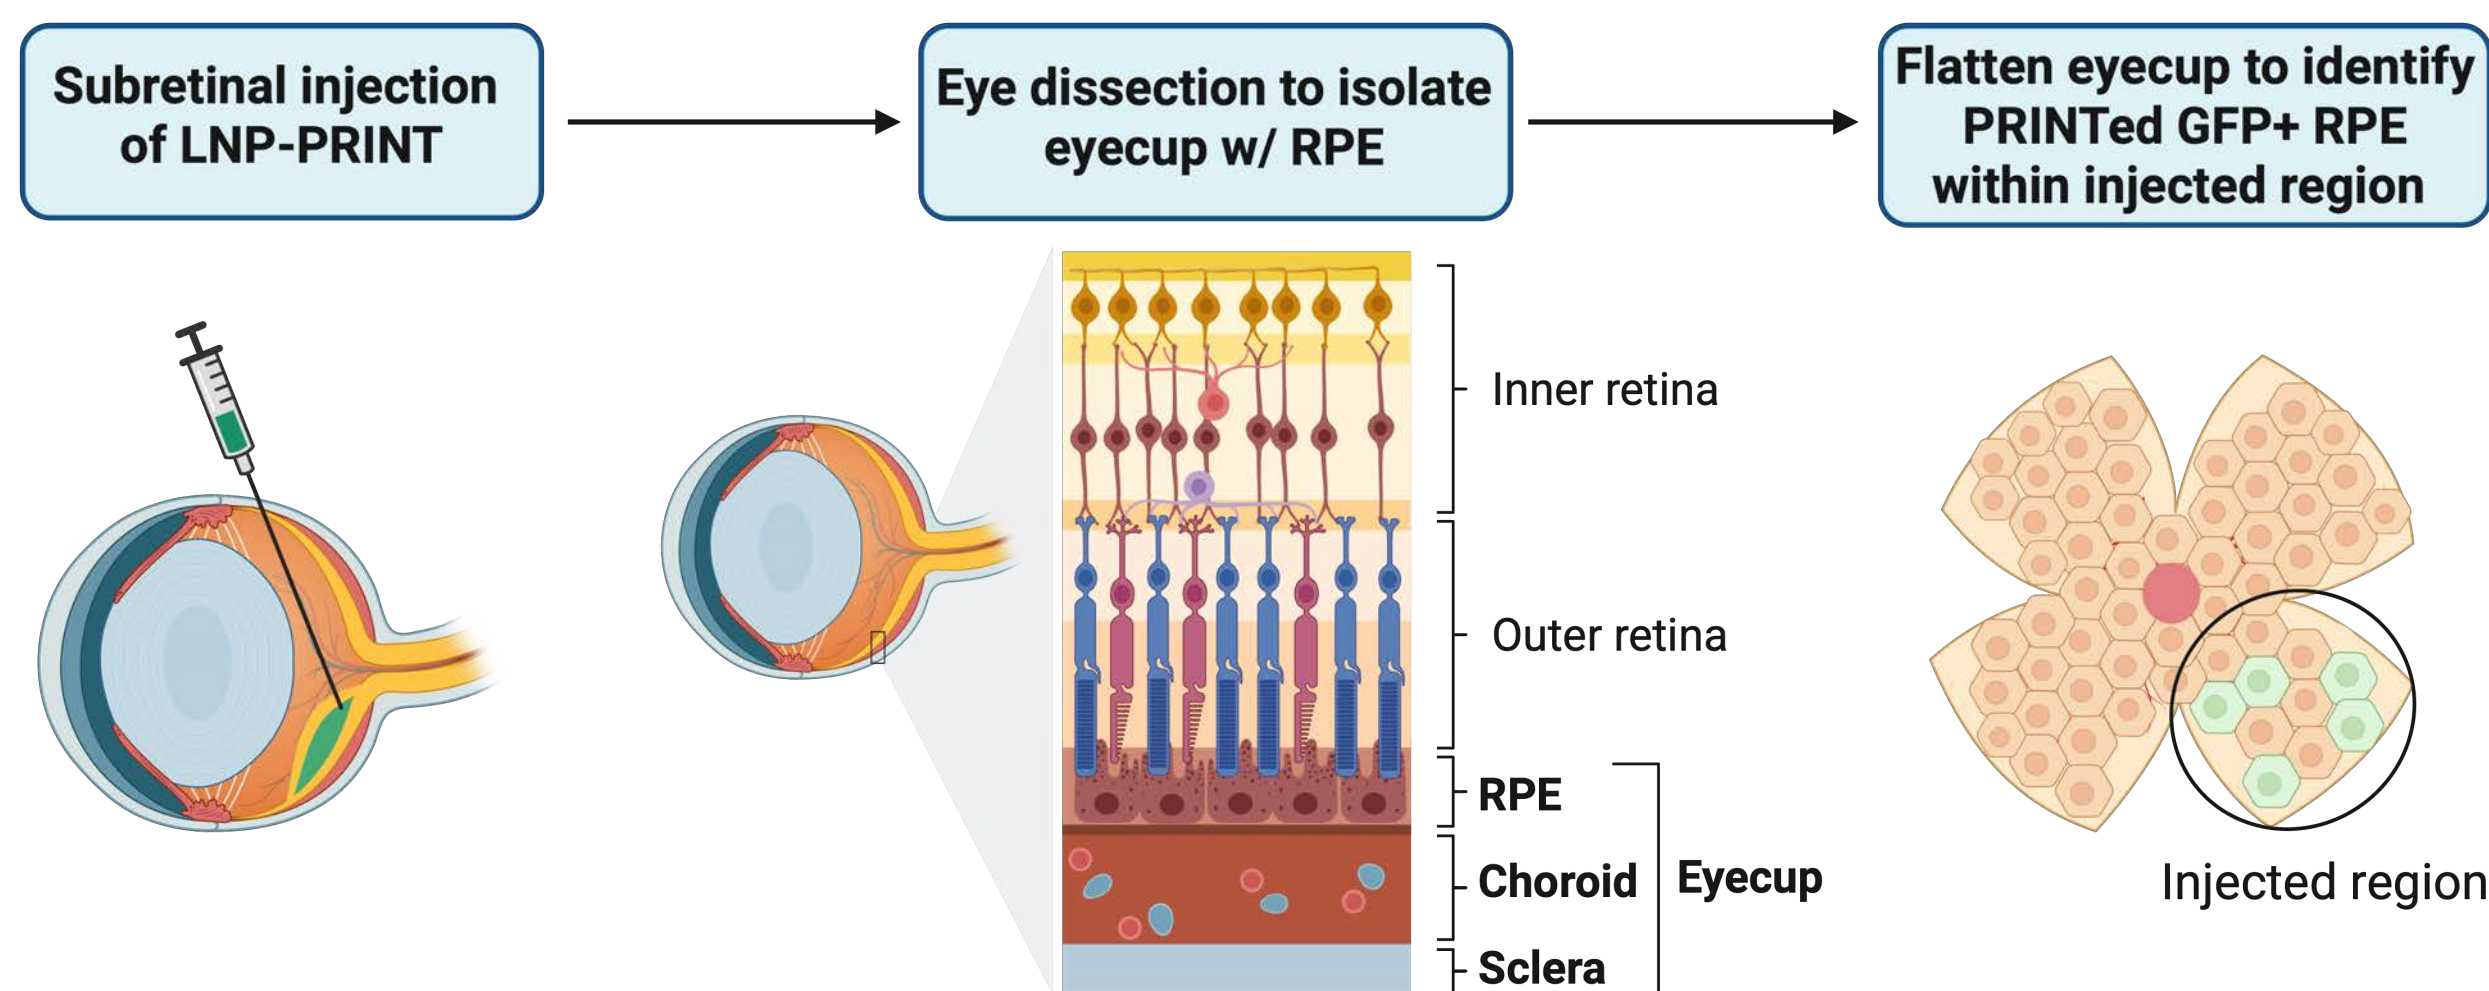 Subretinal injection
of LNP-PRINT
Eye dissection to isolate
eyecup w/ RPE
Flatten eyecup to identify
PRINTed GFP+ RPE
within injected region
Inner retina
Outer retina
RPE
Choroid
Eyecup
Sclera
Injected region